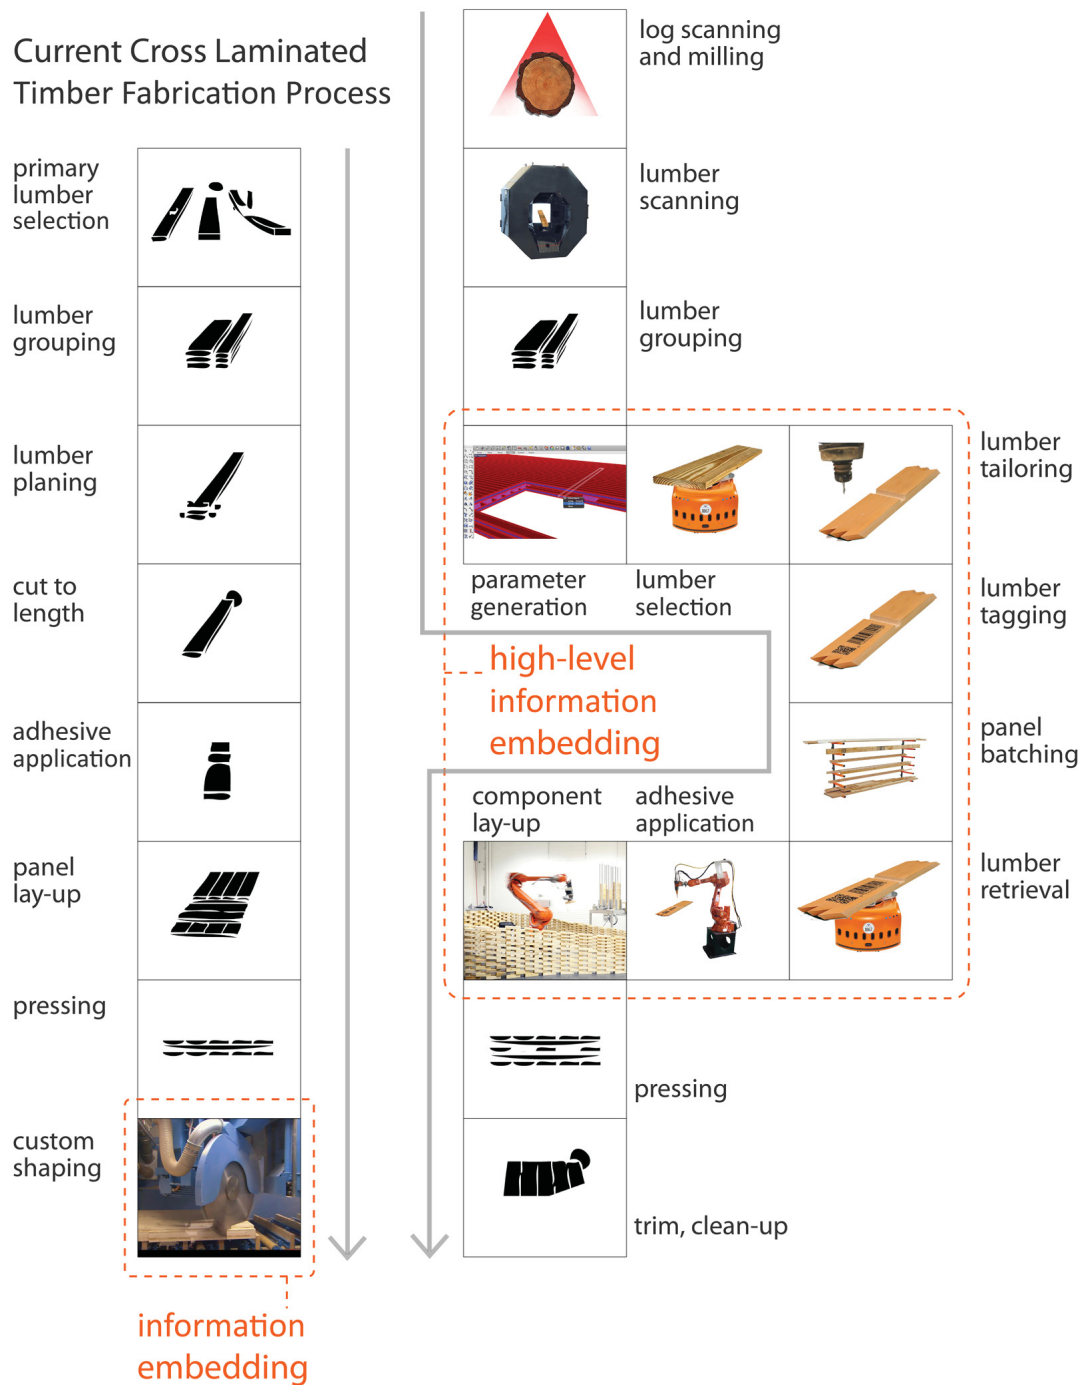 Current Cross Laminated
Timber Fabrication Process
primary
lumber
selection
lumber
grouping
lumber
planing
cut to
length
adhesive
application
panel
lay-up
pressing
custom
shaping
information
embedding
log scanning
and milling
lumber
scanning
lumber
grouping
parameter
generation
lumber
selection
lumber
tailoring
lumber
tagging
high-level
information
embedding
panel
batching
component
lay-up
adhesive
application
lumber
retrieval
pressing
trim, clean-up